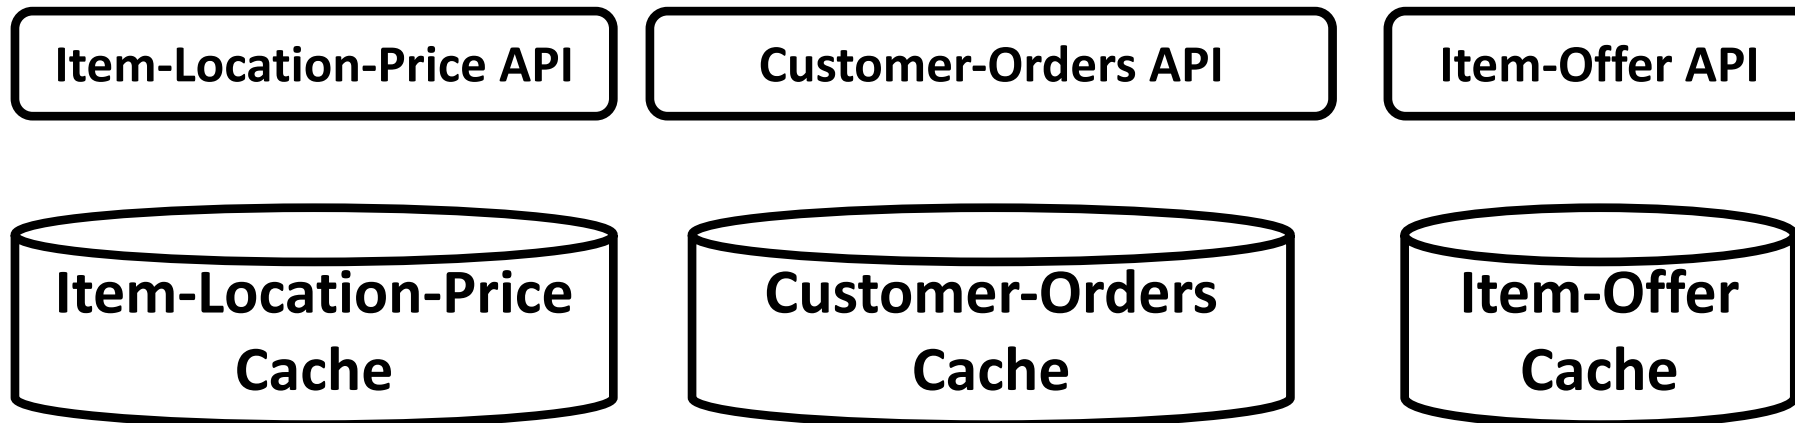 Item-Location-Price API
Customer-Orders API
Item-Offer API
Item-Location-Price
Cache
Customer-Orders
Cache
Item-Offer
Cache